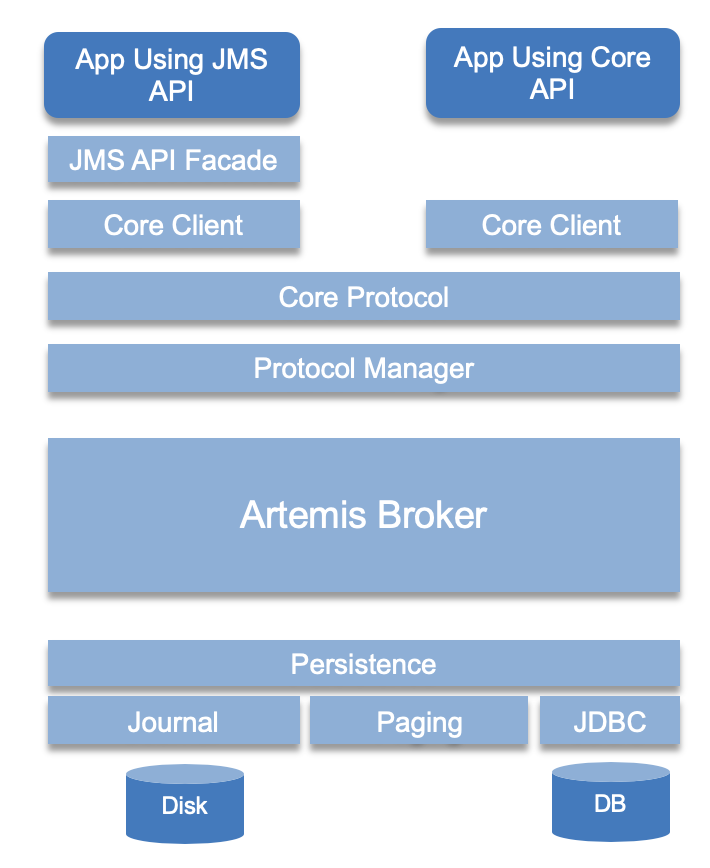 App Using JMS
API
App Using Core
API
JMS API Facade
Core Client
Core Client
Core Protocol
Protocol Manager
Artemis Broker
Persistence
Journal
Paging
JDBC
Disk
DB